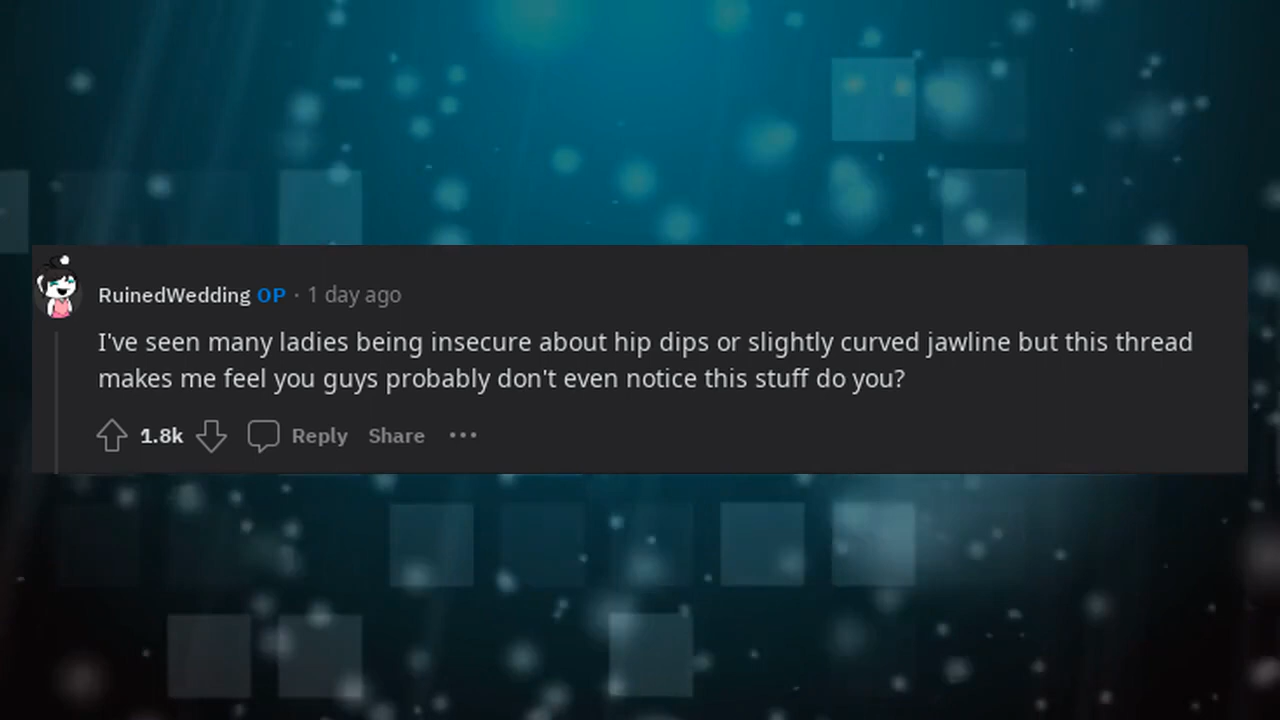 RuinedWedding OP · 1 day ago
I've seen many ladies being insecure about hip dips or slightly curved jawline but this thread
makes me feel you guys probably don't even notice this stuff do you?
1.8k Reply Share ...